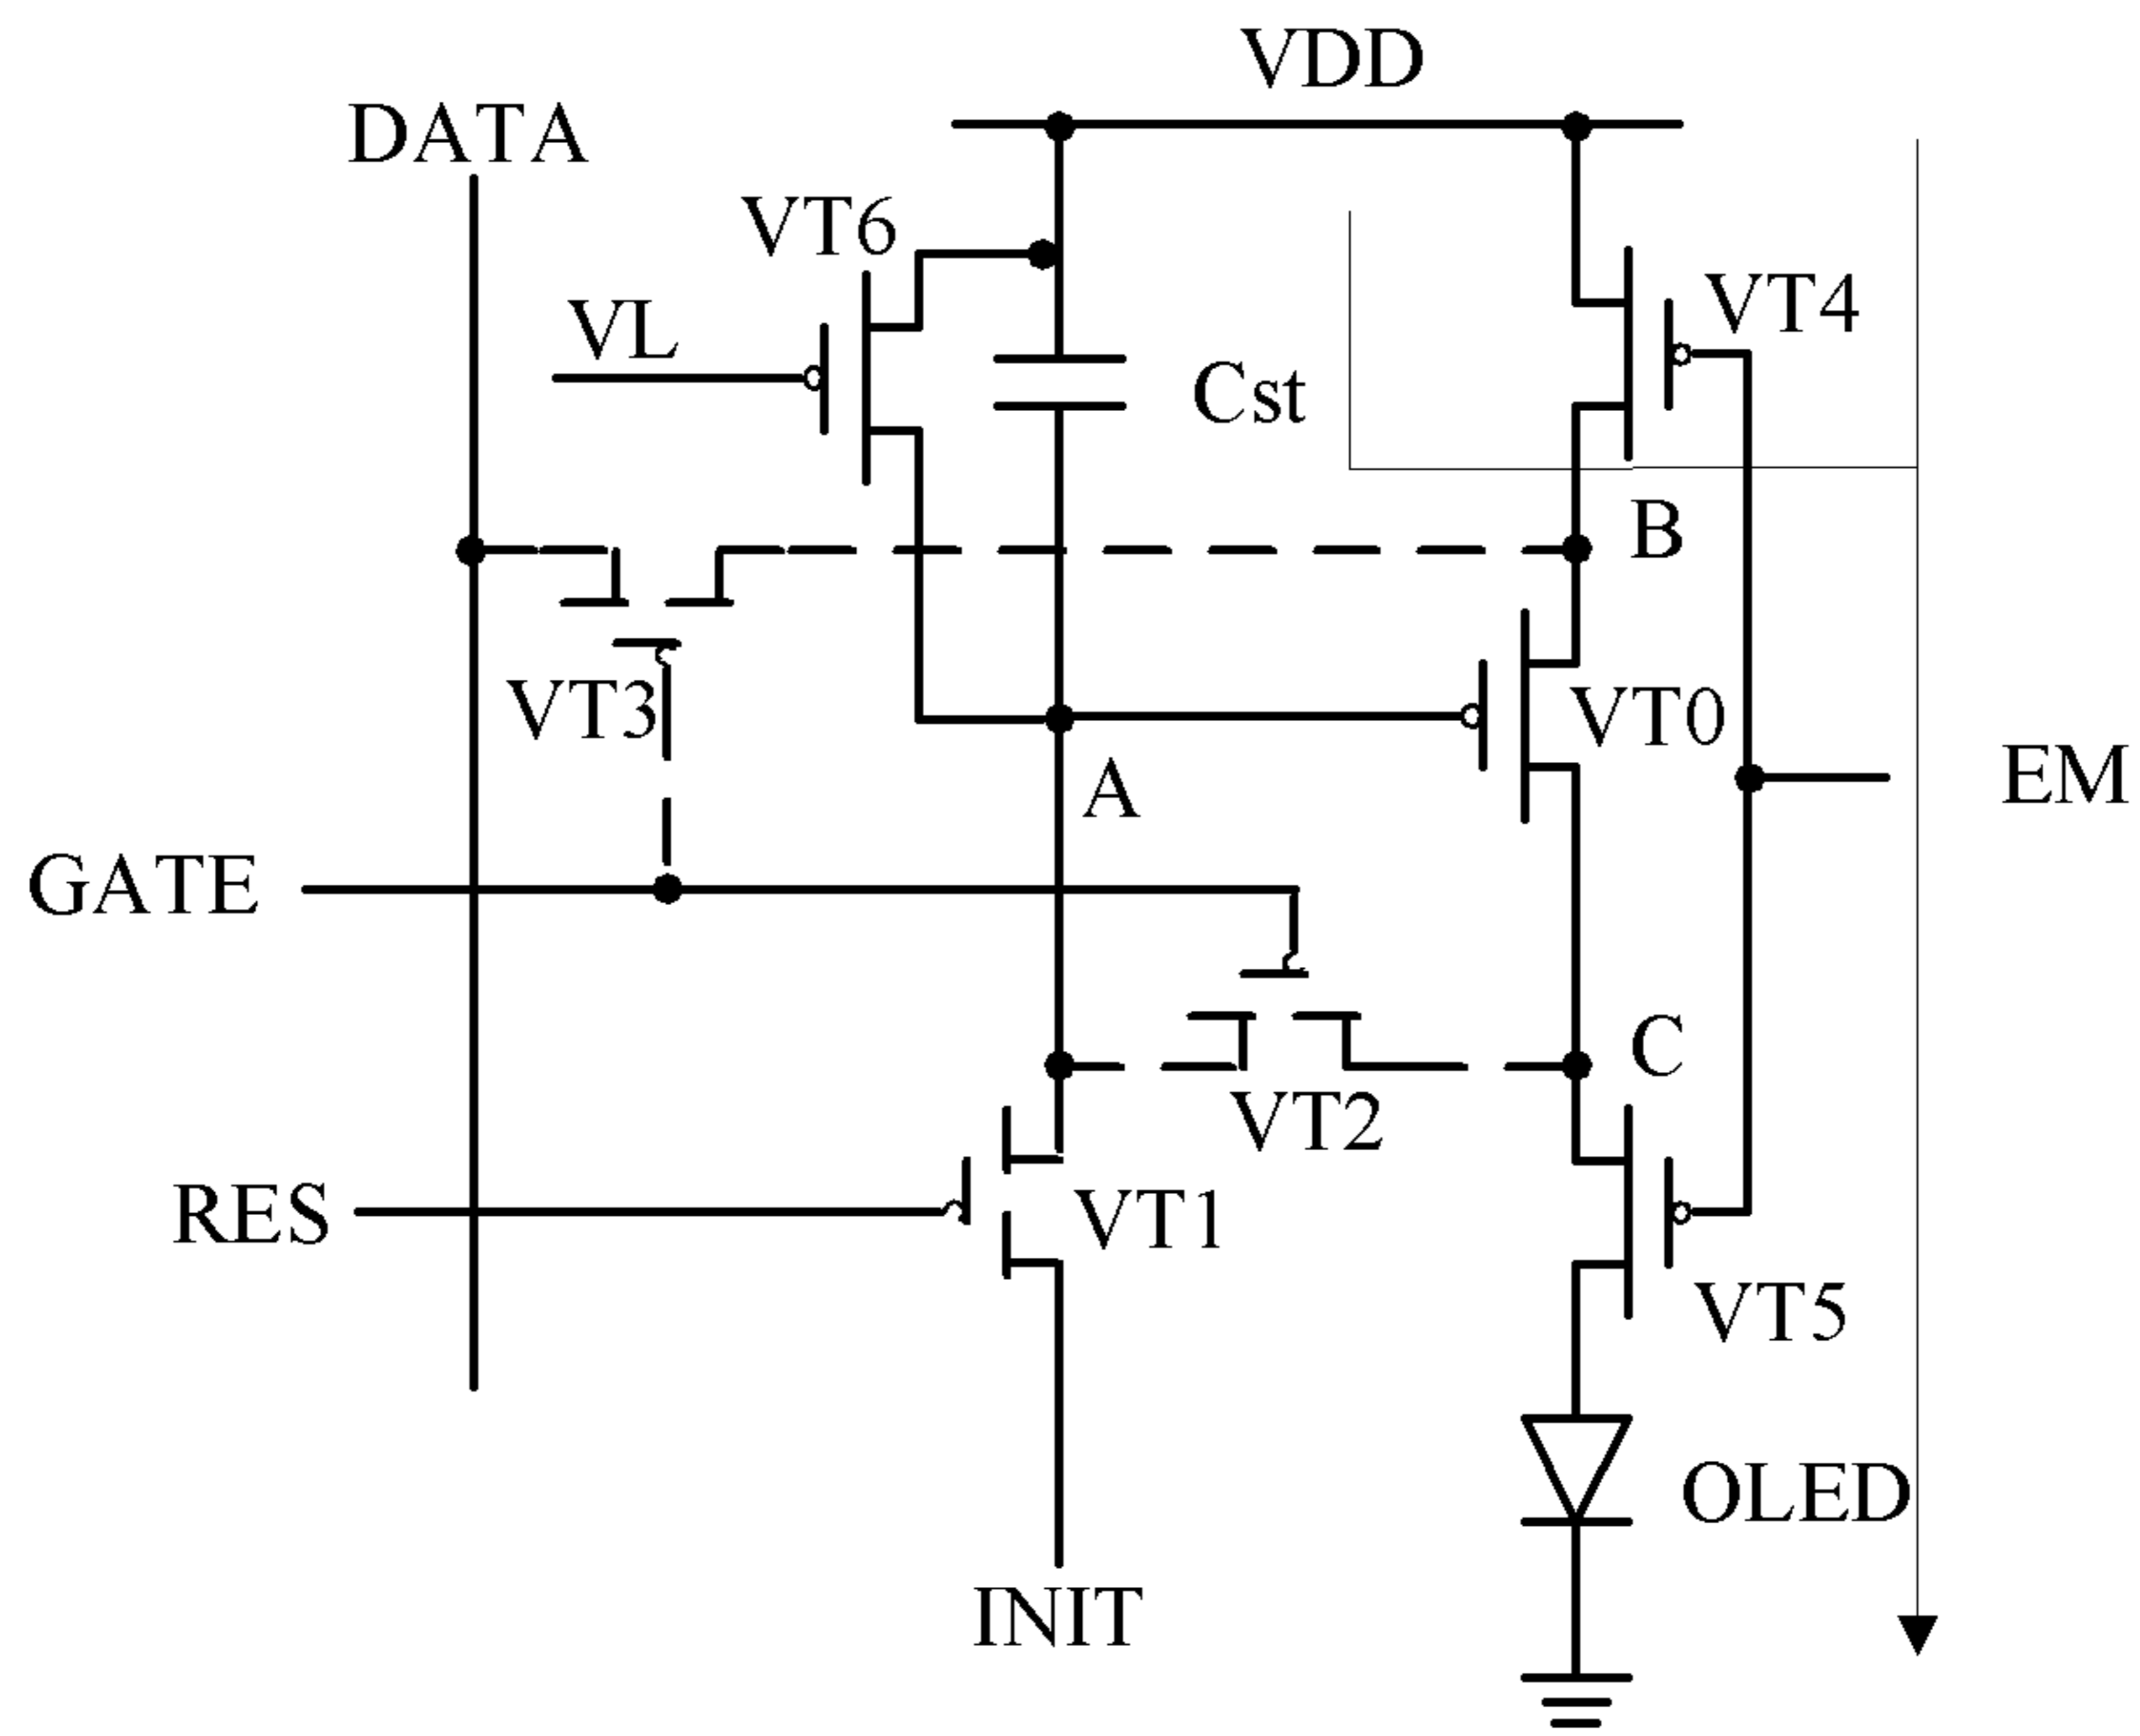 VDD
DATA
VT6
VL
VT4
Cst
B
VT3
VT0
A
EM
GATE
C
VT2
RES
VT1
VT5
OLED
INIT